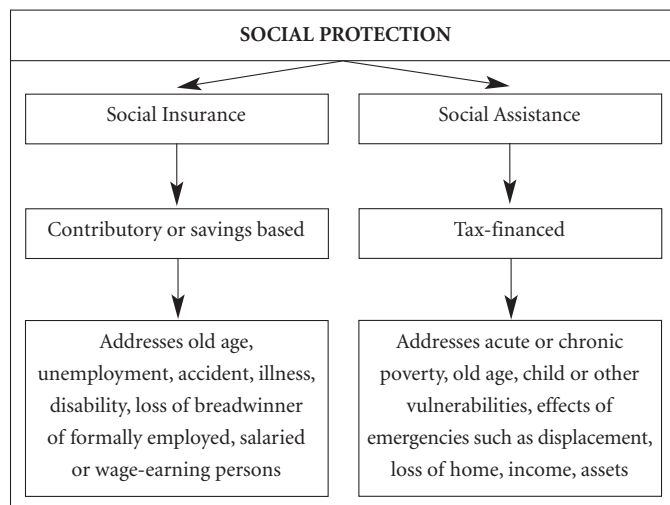 SOCIAL PROTECTION
Social Insurance
Social Assistance
Contributory or savings based
Tax-financed
Addresses old age,
unemployment, accident, illness,
disability, loss of breadwinner
of formally employed, salaried
or wage-earning persons
Addresses acute or chronic
poverty, old age, child or other
vulnerabilities, effects of
emergencies such as displacement,
loss of home, income, assets